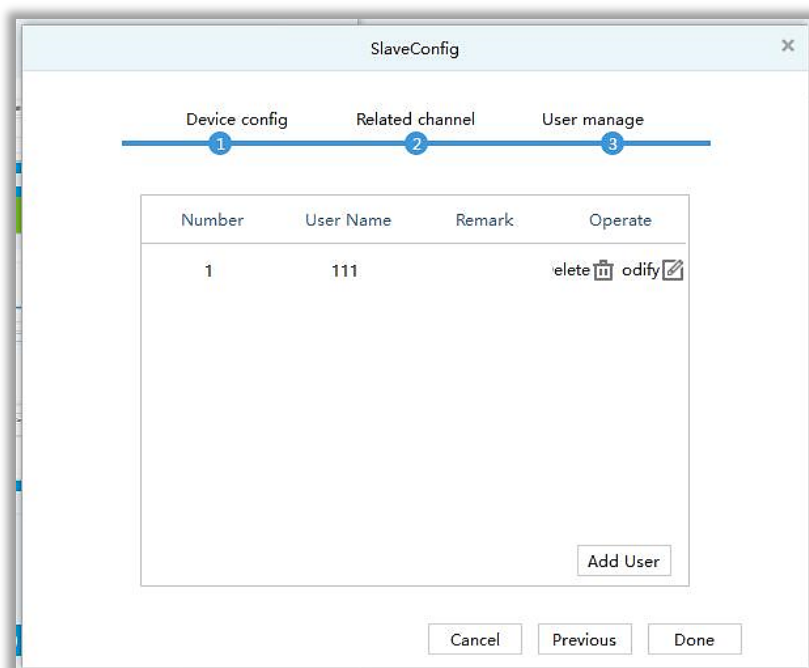 SlaveConfig
Device config Related channel User manage
1 2 3
Number User Name Remark Operate
1 111 elete odify
Add User
Cancel Previous Done